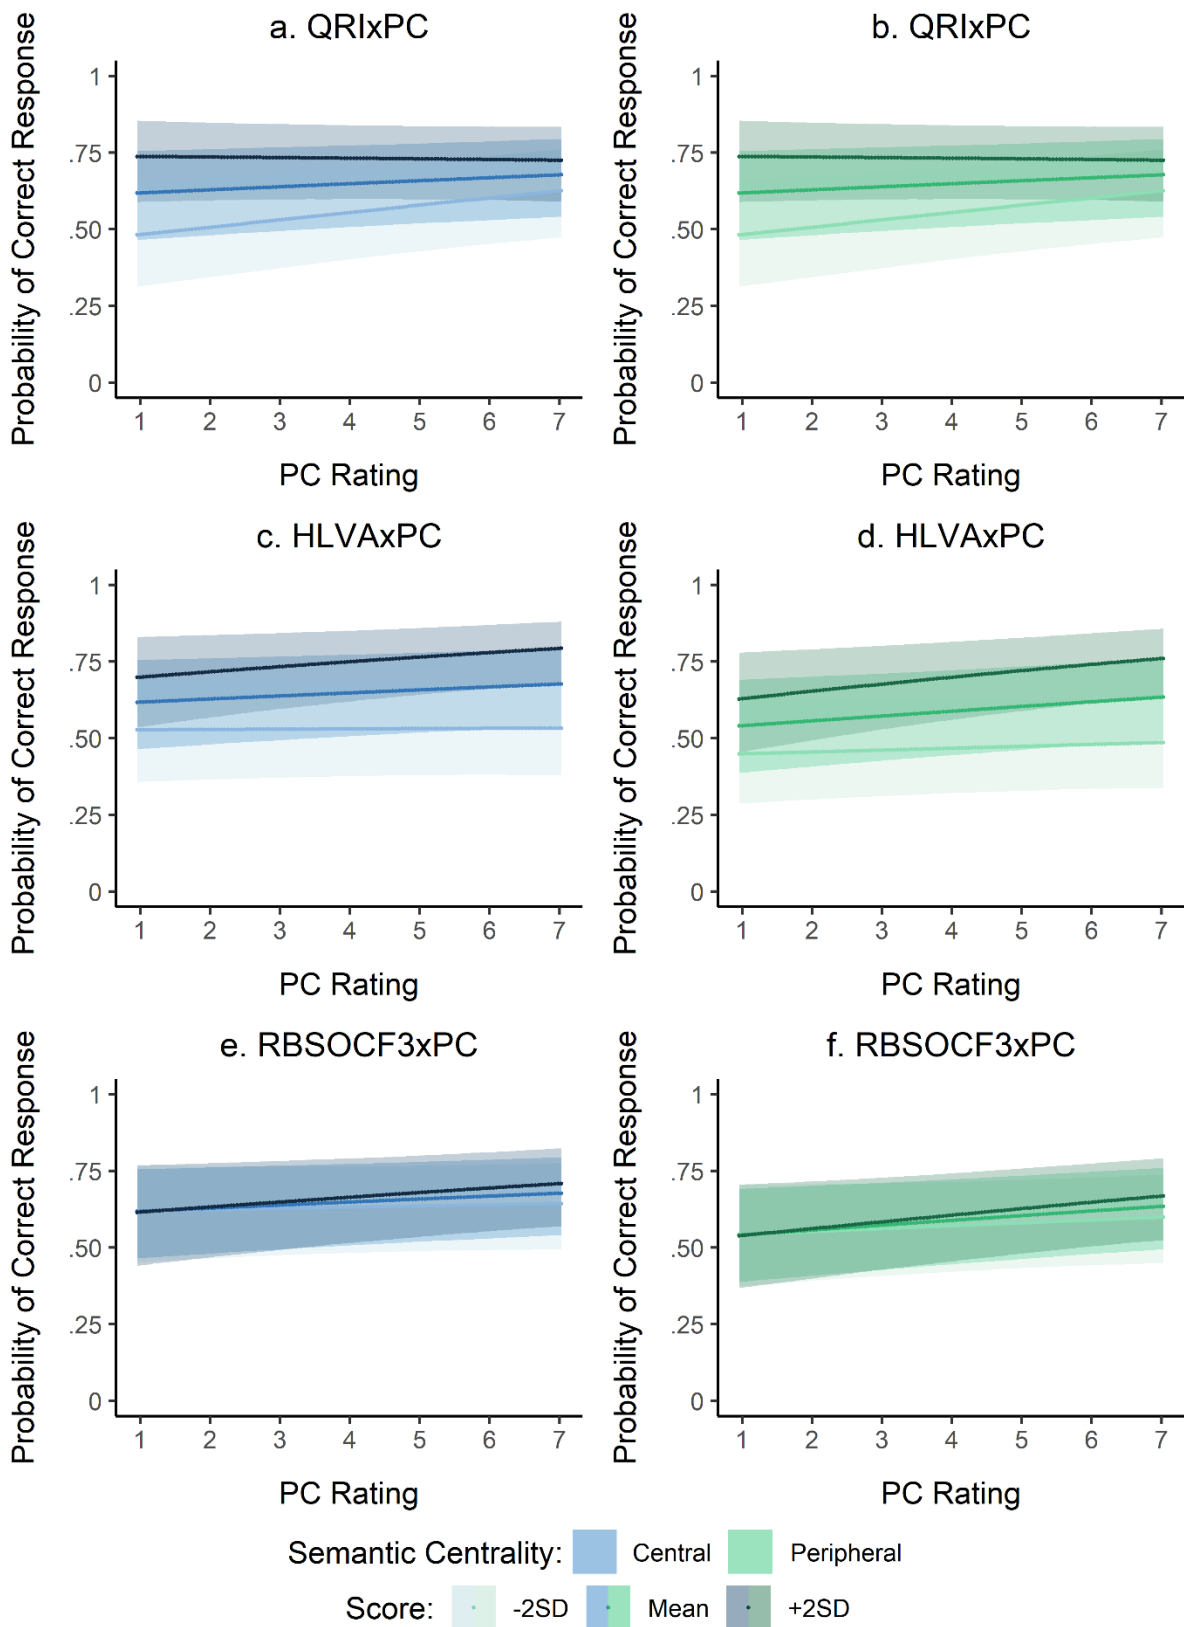 a. QRIxPC
Probability of Correct Response
1
.75
.50
.25
0
1 2 3 4 5 6 7
PC Rating
b. QRIxPC
Probability of Correct Response
1
.75
.50
.25
0
1 2 3 4 5 6 7
PC Rating
c. HLVAxPC
Probability of Correct Response
1
.75
.50
.25
0
1 2 3 4 5 6 7
PC Rating
d. HLVAxPC
Probability of Correct Response
1
.75
.50
.25
0
1 2 3 4 5 6 7
PC Rating
e. RBSOCF3xPC
Probability of Correct Response
1
.75
.50
.25
0
1 2 3 4 5 6 7
PC Rating
f. RBSOCF3xPC
Probability of Correct Response
1
.75
.50
.25
0
1 2 3 4 5 6 7
PC Rating
Semantic Centrality: Central Peripheral
Score: -2SD Mean +2SD